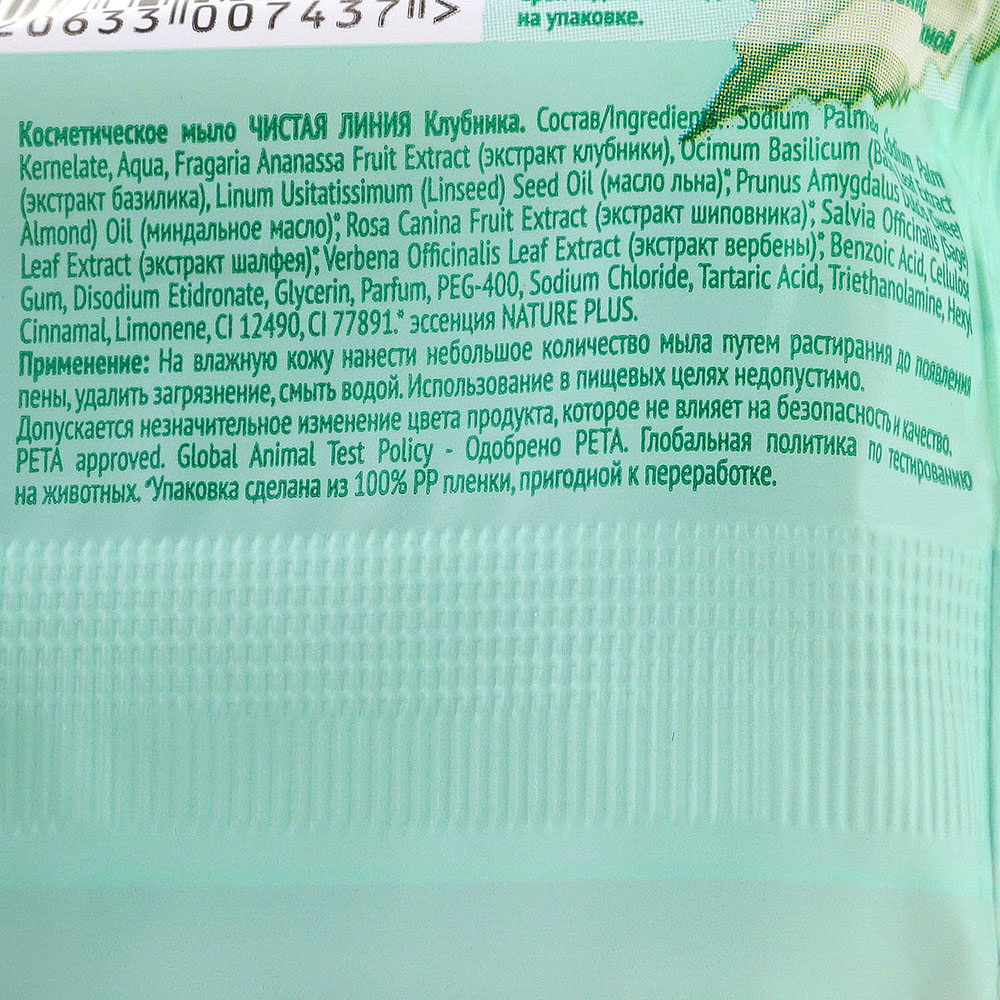 20633 007437 >
на упаковке.
Косметическое мыло ЧИСТАЯ ЛИНИЯ Клубника. Состав/Ingredien Sodium Palmate, Sodium Palm
Kernelate, Aqua, Fragaria Ananassa Fruit Extract (экстракт клубники), Ocimum Basilicum (Basil) Leaf Extract
(экстракт базилика), Linum Usitatissimum (Linseed) Seed Oil (масло льна)*, Prunus Amygdalus Dulcis (Sweet
Almond) Oil (миндальное масло)*, Rosa Canina Fruit Extract (экстракт шиповника)*, Salvia Officinalis (Sage)
Leaf Extract (экстракт шалфея)*, Verbena Officinalis Leaf Extract (экстракт вербены)*, Benzoic Acid, Cellulose
Gum, Disodium Etidronate, Glycerin, Parfum, PEG-400, Sodium Chloride, Tartaric Acid, Triethanolamine, Hexyl
Cinnamal, Limonene, CI 12490, CI 77891.* эссенция NATURE PLUS.
Применение: На влажную кожу нанести небольшое количество мыла путем растирания до появления
пены, удалить загрязнение, смыть водой. Использование в пищевых целях недопустимо.
Допускается незначительное изменение цвета продукта, которое не влияет на безопасность и качество.
PETA approved. Global Animal Test Policy - Одобрено PETA. Глобальная политика по тестированию
на животных. *Упаковка сделана из 100% PP пленки, пригодной к переработке.